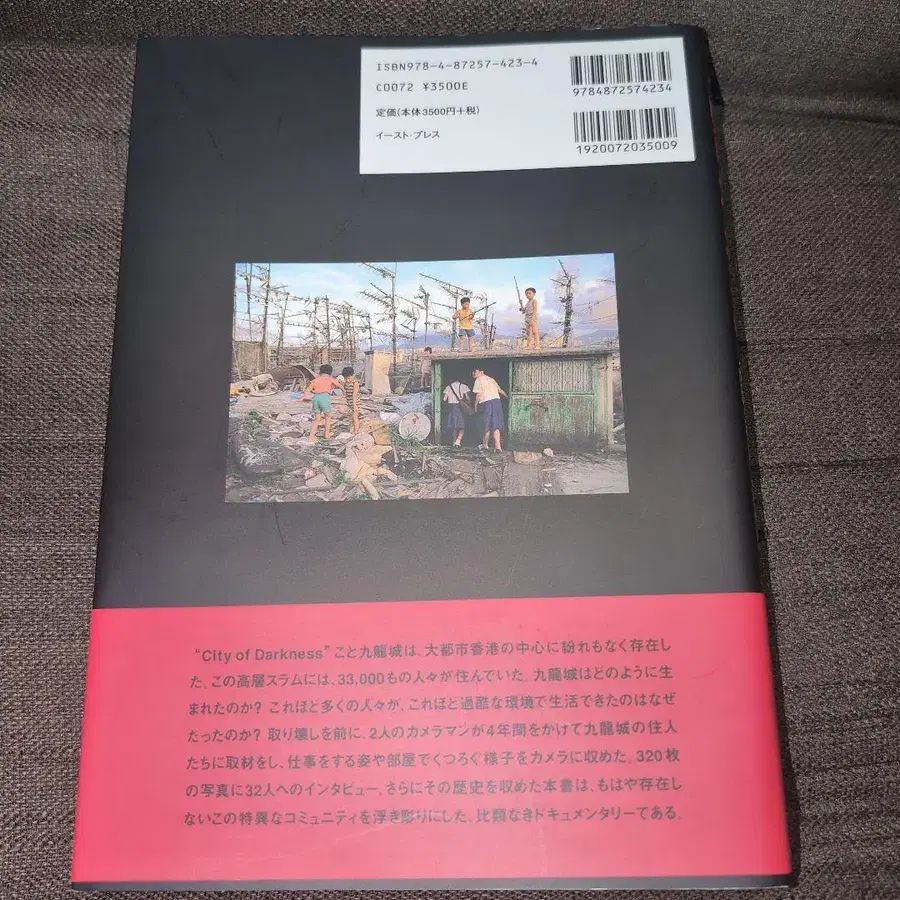 ISBN978-4-87257-423-4
C0072 ¥3500E
定価(本体3500円+税)
イースト・プレス
9784872574234
1920072035009
“City of Darkness”こと九龍城は、大都市香港の中心に紛れもなく存在し
た。この高層スラムには、33,000もの人々が住んでいた。九龍城はどのように生
まれたのか? これほど多くの人々が、これほど過酷な環境で生活できたのはなぜ
だったのか? 取り壊しを前に、2人のカメラマンが4年間をかけて九龍城の住人
たちに取材をし、仕事をする姿や部屋でくつろぐ様子をカメラに収めた。320枚
の写真に32人へのインタビュー、さらにその歴史を収めた本書は、もはや存在し
ないこの特異なコミュニティを浮き彫りにした、比類なきドキュメンタリーである。